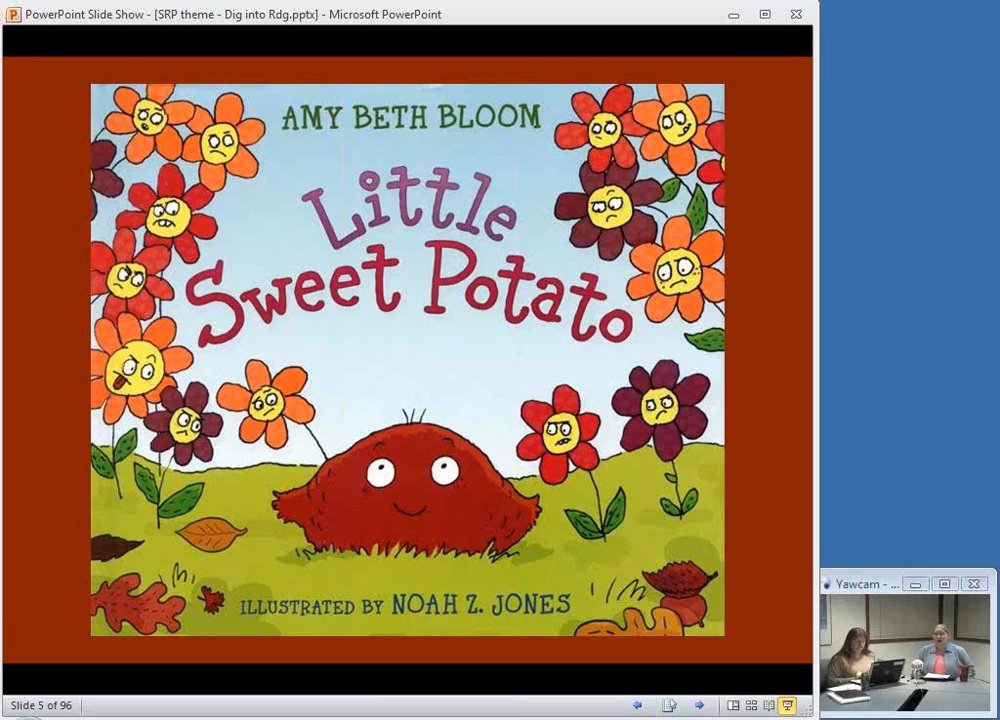 PowerPoint Slide Show - [SRP theme - Dig into Rdg.pptx] - Microsoft PowerPoint
AMY BETH BLOOM
Little
Sweet Potato
ILLUSTRATED BY NOAH Z. JONES
Yawcam - ...
Slide 5 of 96